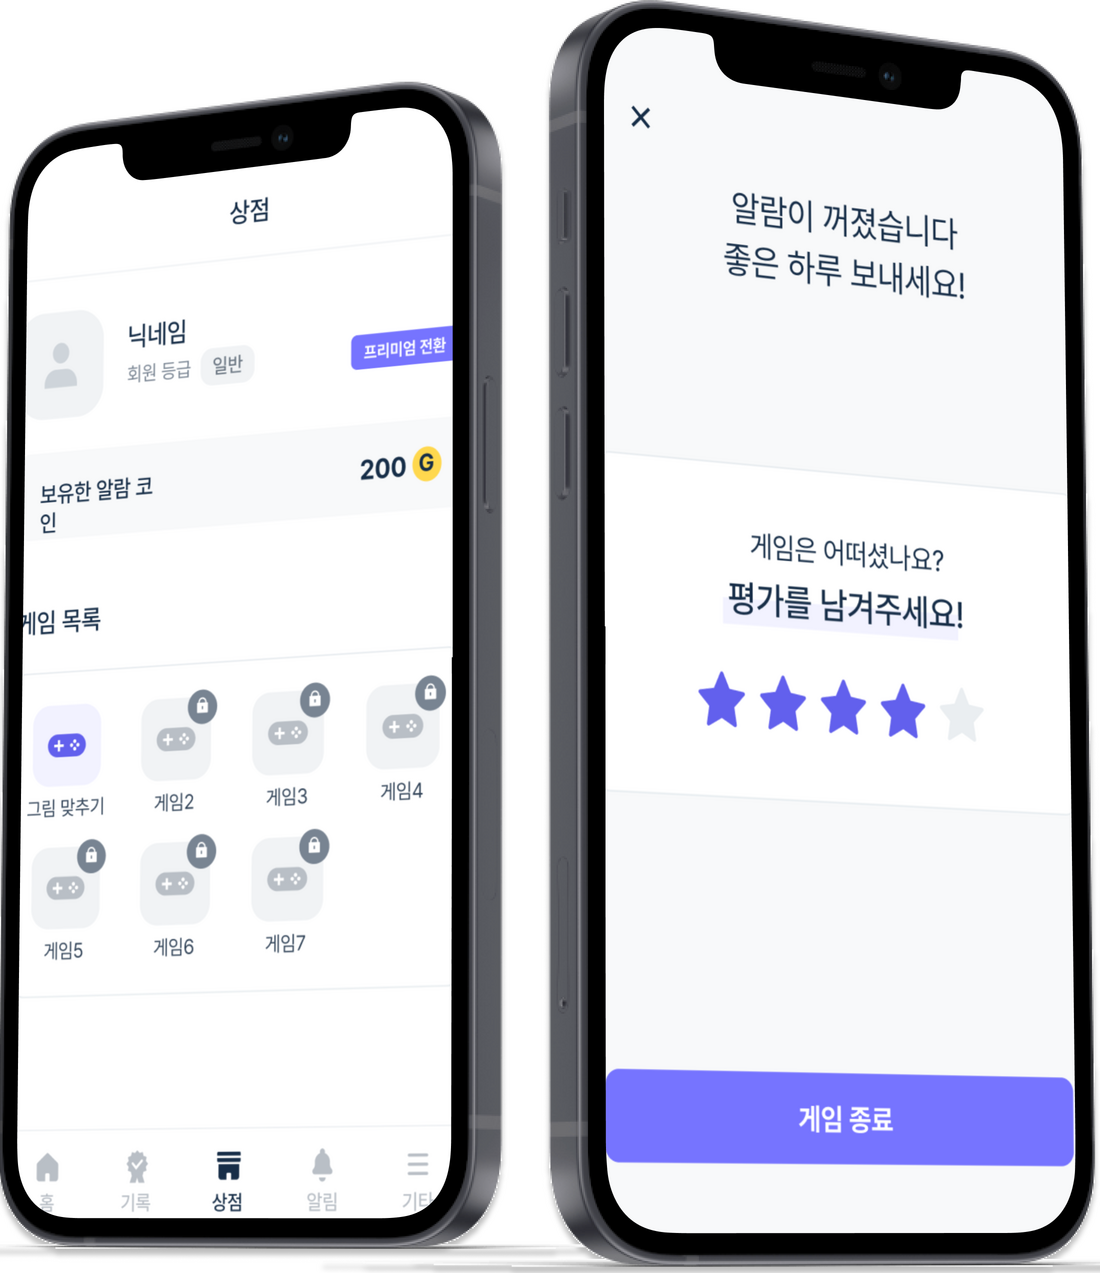 상점
닉네임
회원 등급 일반
프리미엄 전환
보유한 알람 코
인
200 G
게임 목록
그림 맞추기 게임2 게임3 게임4
게임5 게임6 게임7
홈 기록 상점 알림 기타
알람이 꺼졌습니다
좋은 하루 보내세요!
게임은 어떠셨나요?
평가를 남겨주세요!
게임 종료